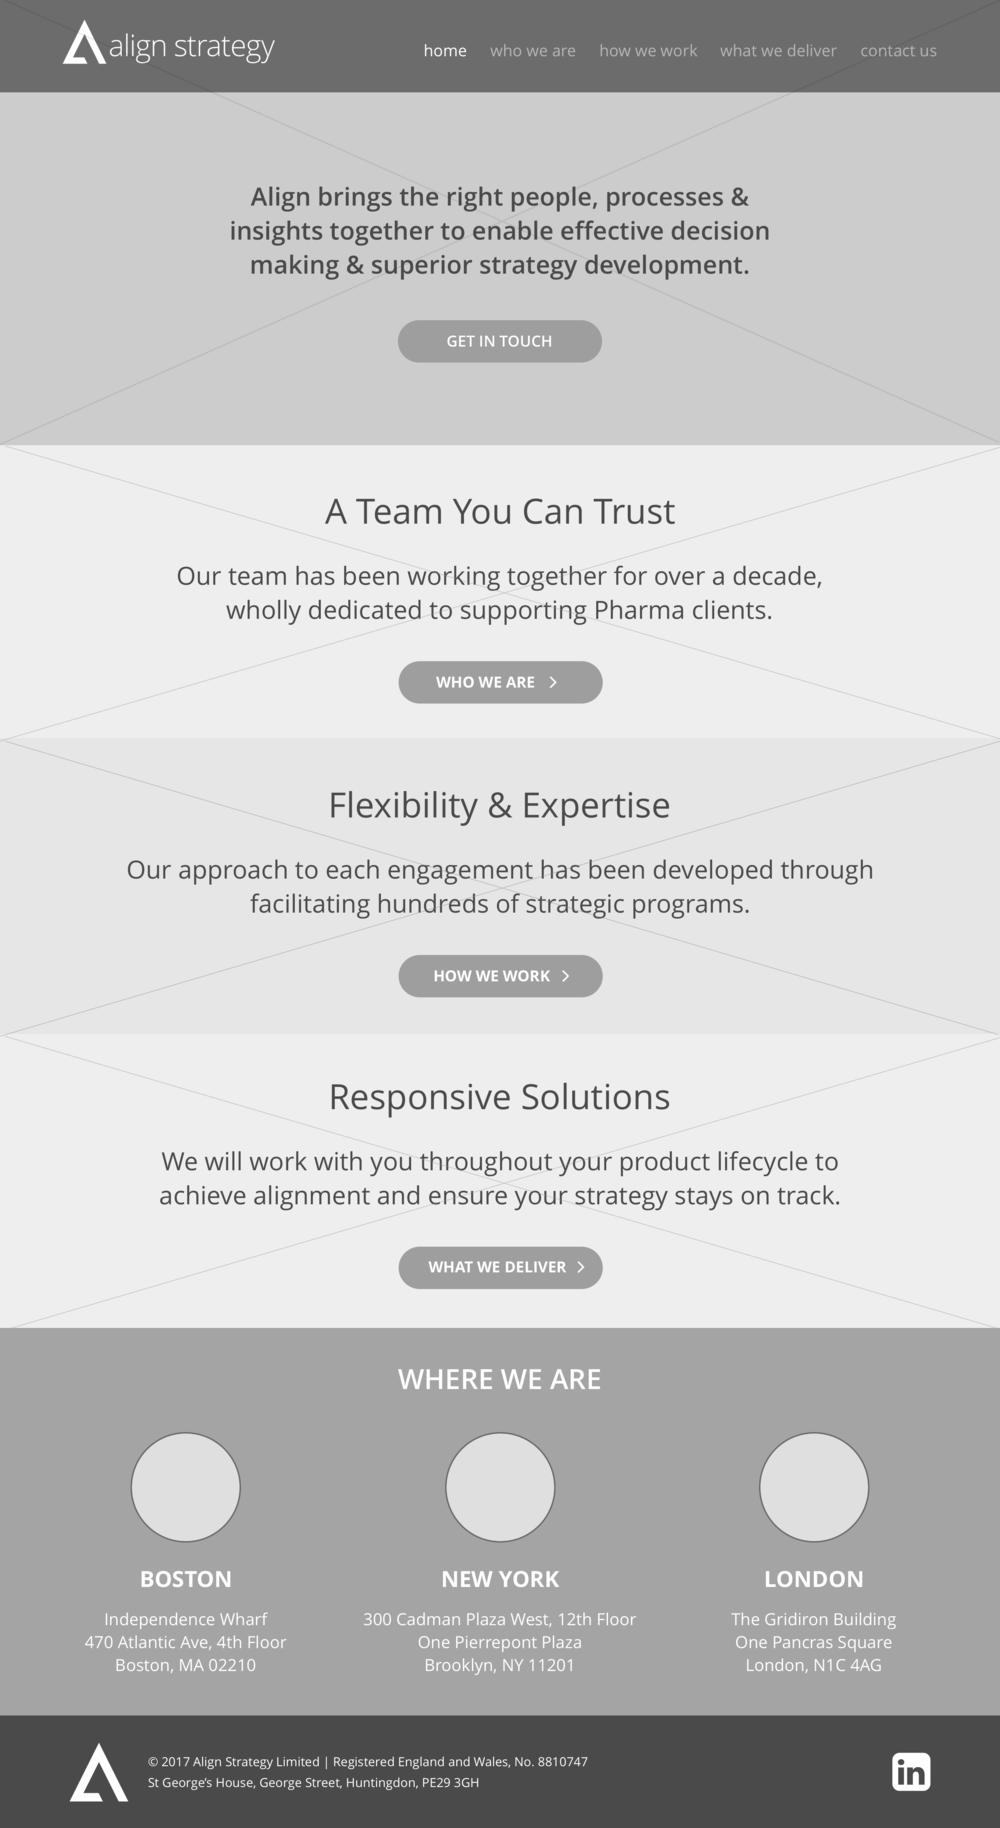 align strategy
home who we are how we work what we deliver contact us
Align brings the right people, processes &
insights together to enable effective decision
making & superior strategy development.
GET IN TOUCH
A Team You Can Trust
Our team has been working together for over a decade,
wholly dedicated to supporting Pharma clients.
WHO WE ARE
Flexibility & Expertise
Our approach to each engagement has been developed through
facilitating hundreds of strategic programs.
HOW WE WORK
Responsive Solutions
We will work with you throughout your product lifecycle to
achieve alignment and ensure your strategy stays on track.
WHAT WE DELIVER
WHERE WE ARE
BOSTON
Independence Wharf
470 Atlantic Ave, 4th Floor
Boston, MA 02210
NEW YORK
300 Cadman Plaza West, 12th Floor
One Pierrepont Plaza
Brooklyn, NY 11201
LONDON
The Gridiron Building
One Pancras Square
London, N1C 4AG
© 2017 Align Strategy Limited | Registered England and Wales, No. 8810747
St George's House, George Street, Huntingdon, PE29 3GH
in